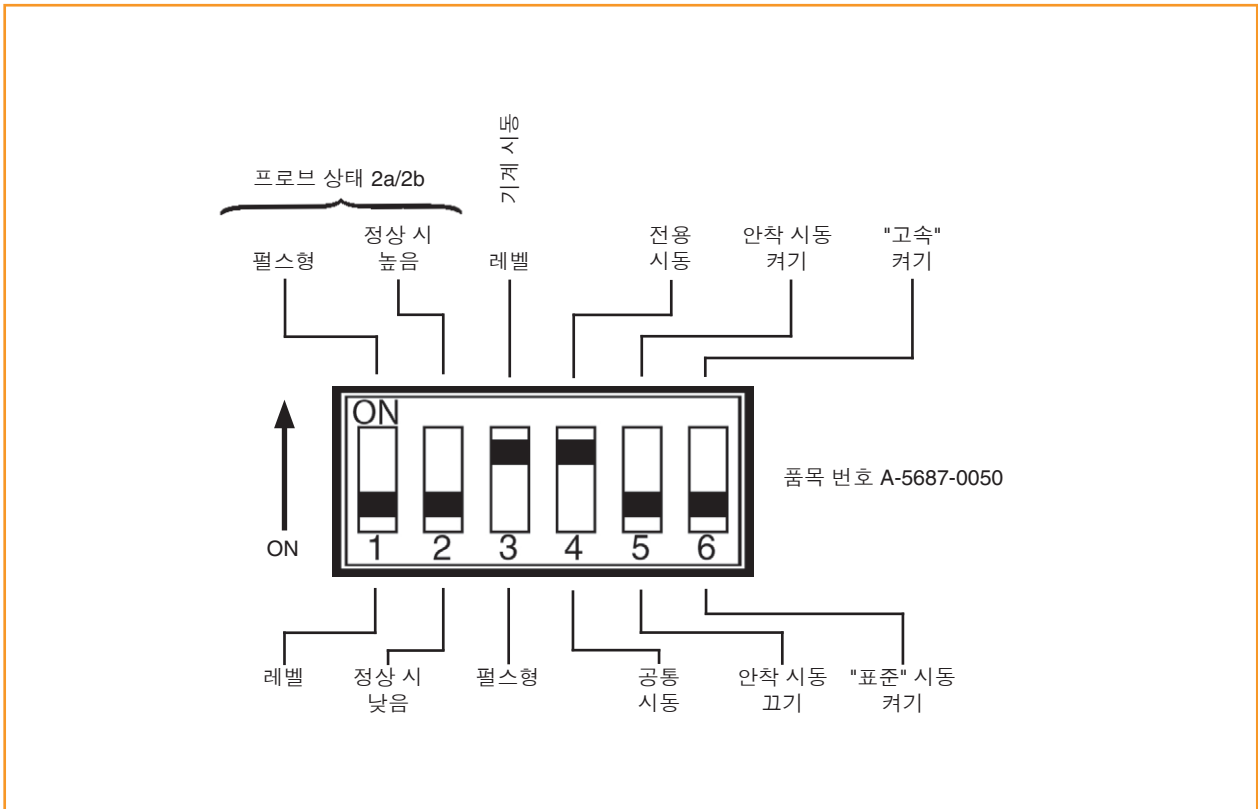 기계 시동
프로브 상태 2a/2b
펄스형
정상 시
높음
레벨
전용
시동
안착 시동
켜기
"고속"
켜기
ON
ON
1 2 3 4 5 6
품목 번호 A-5687-0050
레벨
정상 시
낮음
펄스형
공통
시동
안착 시동
끄기
"표준" 시동
켜기